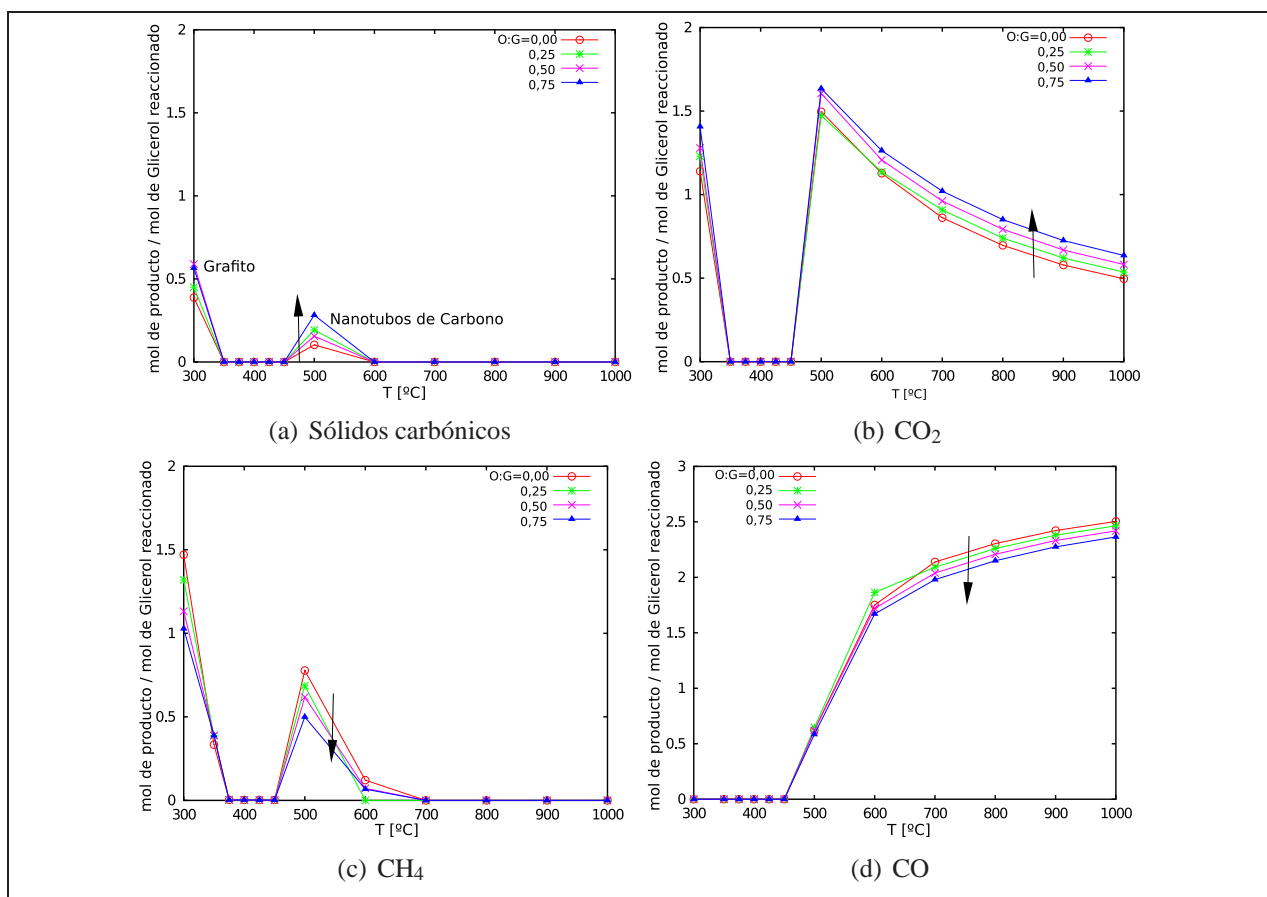 mol de producto / mol de Glicerol reaccionado
2
1.5
1
0.5
0
O:G=0,00
0,25
0,50
0,75
Grafito
Nanotubos de Carbono
300 400 500 600 700 800 900 1000
T [ºC]
(a) Sólidos carbónicos
mol de producto / mol de Glicerol reaccionado
2
1.5
1
0.5
0
O:G=0,00
0,25
0,50
0,75
300 400 500 600 700 800 900 1000
T [ºC]
(b) CO₂
mol de producto / mol de Glicerol reaccionado
2
1.5
1
0.5
0
O:G=0,00
0,25
0,50
0,75
300 400 500 600 700 800 900 1000
T [ºC]
(c) CH₄
mol de producto / mol de Glicerol reaccionado
3
2.5
2
1.5
1
0.5
0
O:G=0,00
0,25
0,50
0,75
300 400 500 600 700 800 900 1000
T [ºC]
(d) CO